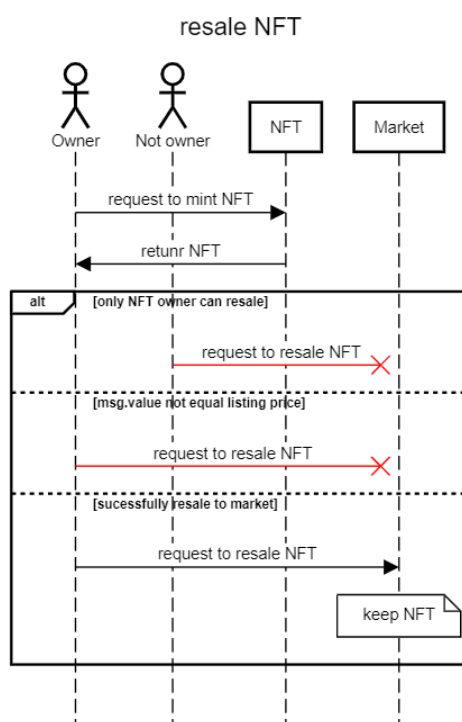 resale NFT
Owner
Not owner
NFT
Market
request to mint NFT
retunr NFT
alt
[only NFT owner can resale]
request to resale NFT
[msg.value not equal listing price]
request to resale NFT
[sucessfully resale to market]
request to resale NFT
keep NFT